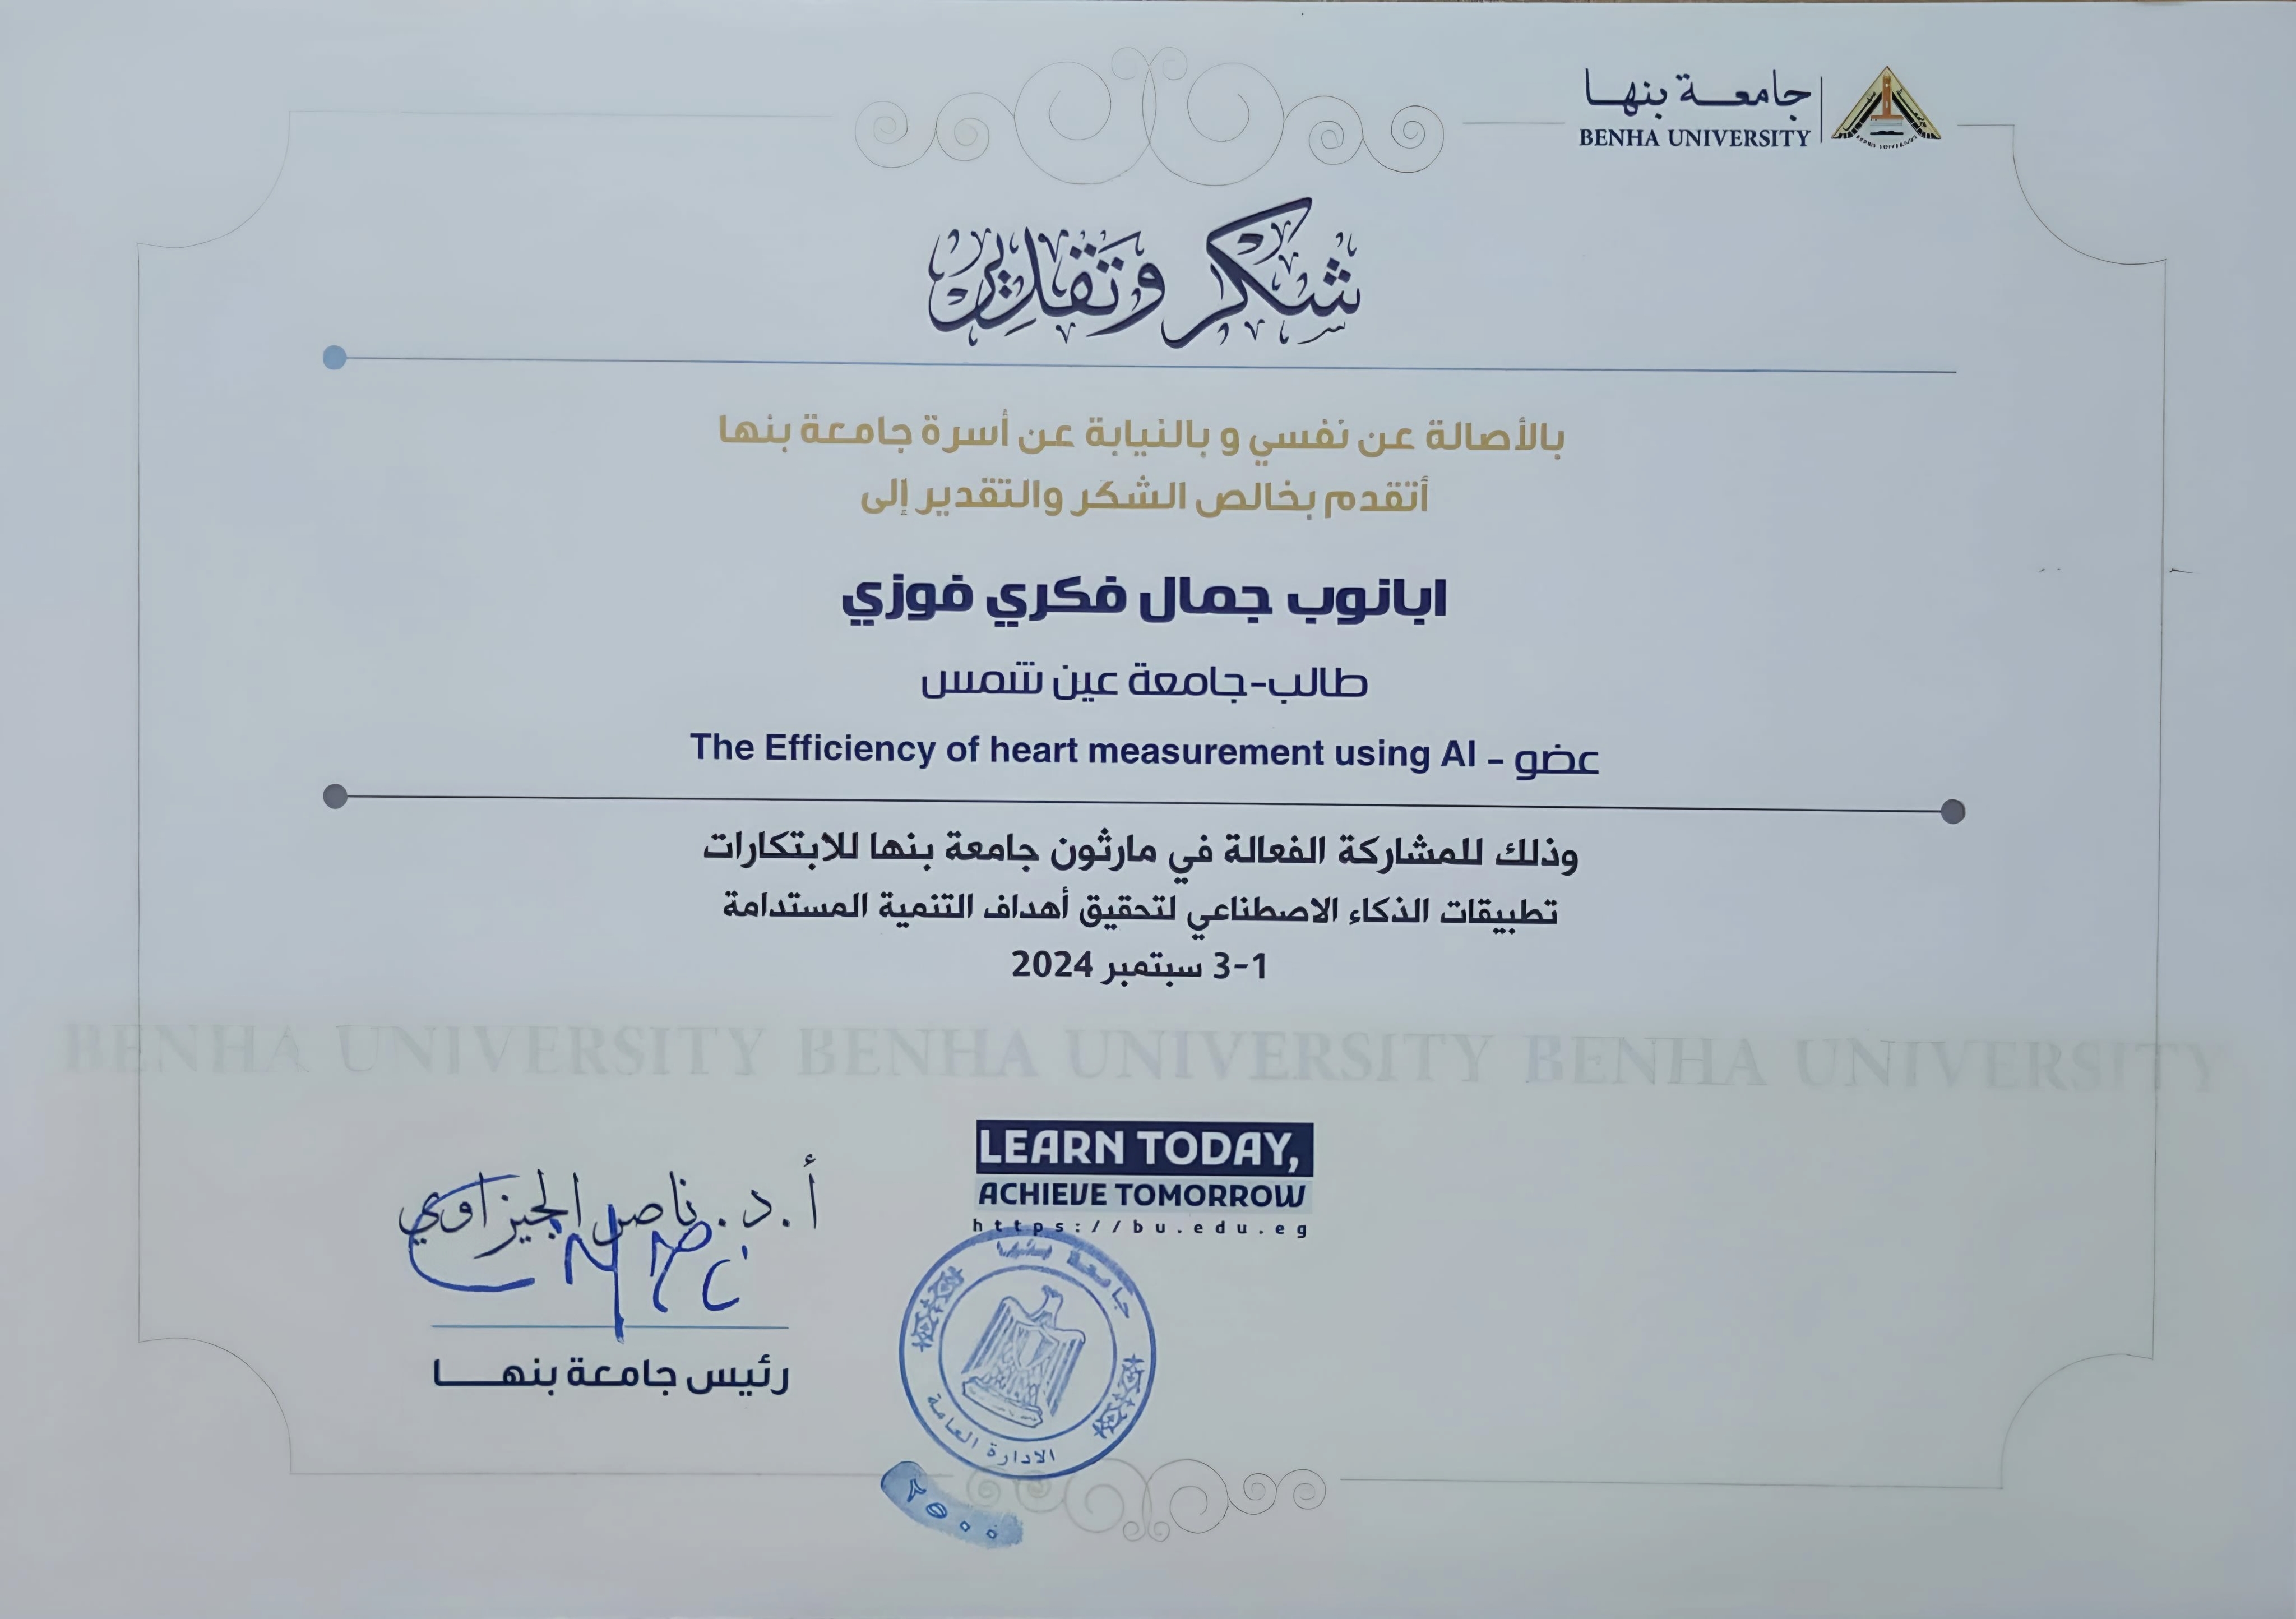 جامعة بنها
BENHA UNIVERSITY
شكر وتقدير
بالأصالة عن نفسي و بالنيابة عن أسرة جامعة بنها
أتقدم بخالص الشكر والتقدير إلى
ابانوب جمال فكري فوزي
طالب-جامعة عين شمس
عضو – The Efficiency of heart measurement using AI
وذلك للمشاركة الفعالة في مارثون جامعة بنها للابتكارات
تطبيقات الذكاء الاصطناعي لتحقيق أهداف التنمية المستدامة
1-3 سبتمبر 2024
BENHA UNIVERSITY BENHA UNIVERSITY BENHA UNIVERSITY
LEARN TODAY,
ACHIEVE TOMORROW
https://bu.edu.eg
أ.د. ناصر الجيزاوي
رئيس جامعة بنها
جامعة بنها
الادارة العامة
٢٥٠٠